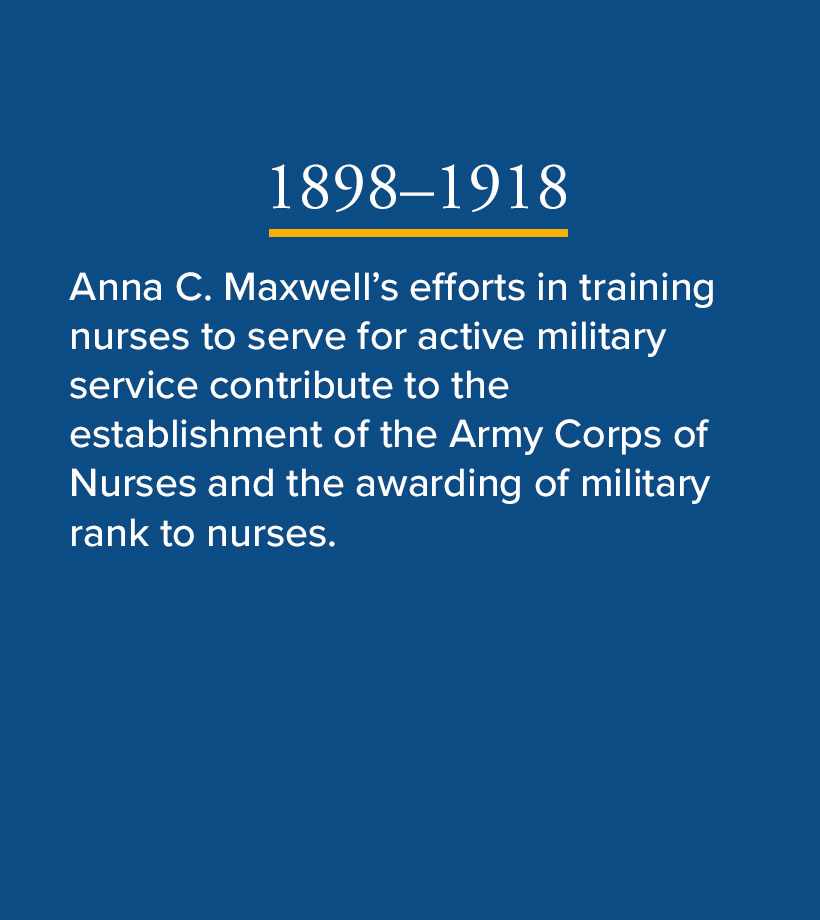 1898–1918
Anna C. Maxwell’s efforts in training
nurses to serve for active military
service contribute to the
establishment of the Army Corps of
Nurses and the awarding of military
rank to nurses.